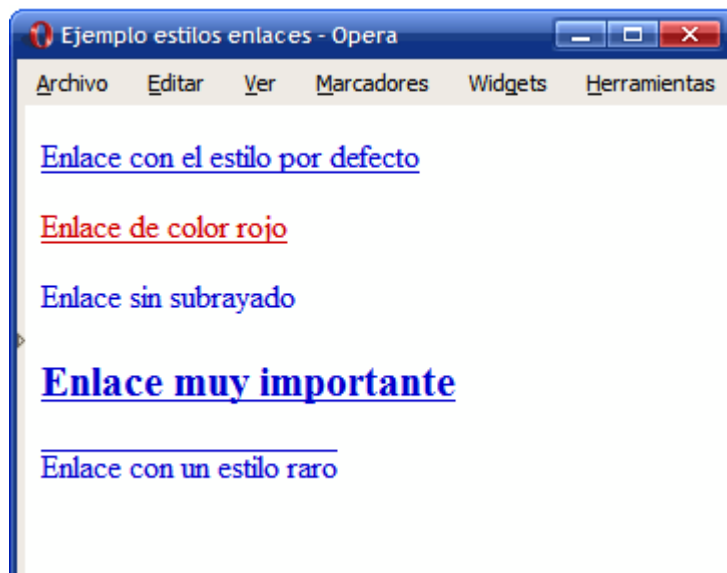 Ejemplo estilos enlaces - Opera
Archivo Editar Ver Marcadores Widgets Herramientas
Enlace con el estilo por defecto
Enlace de color rojo
Enlace sin subrayado
Enlace muy importante
Enlace con un estilo raro